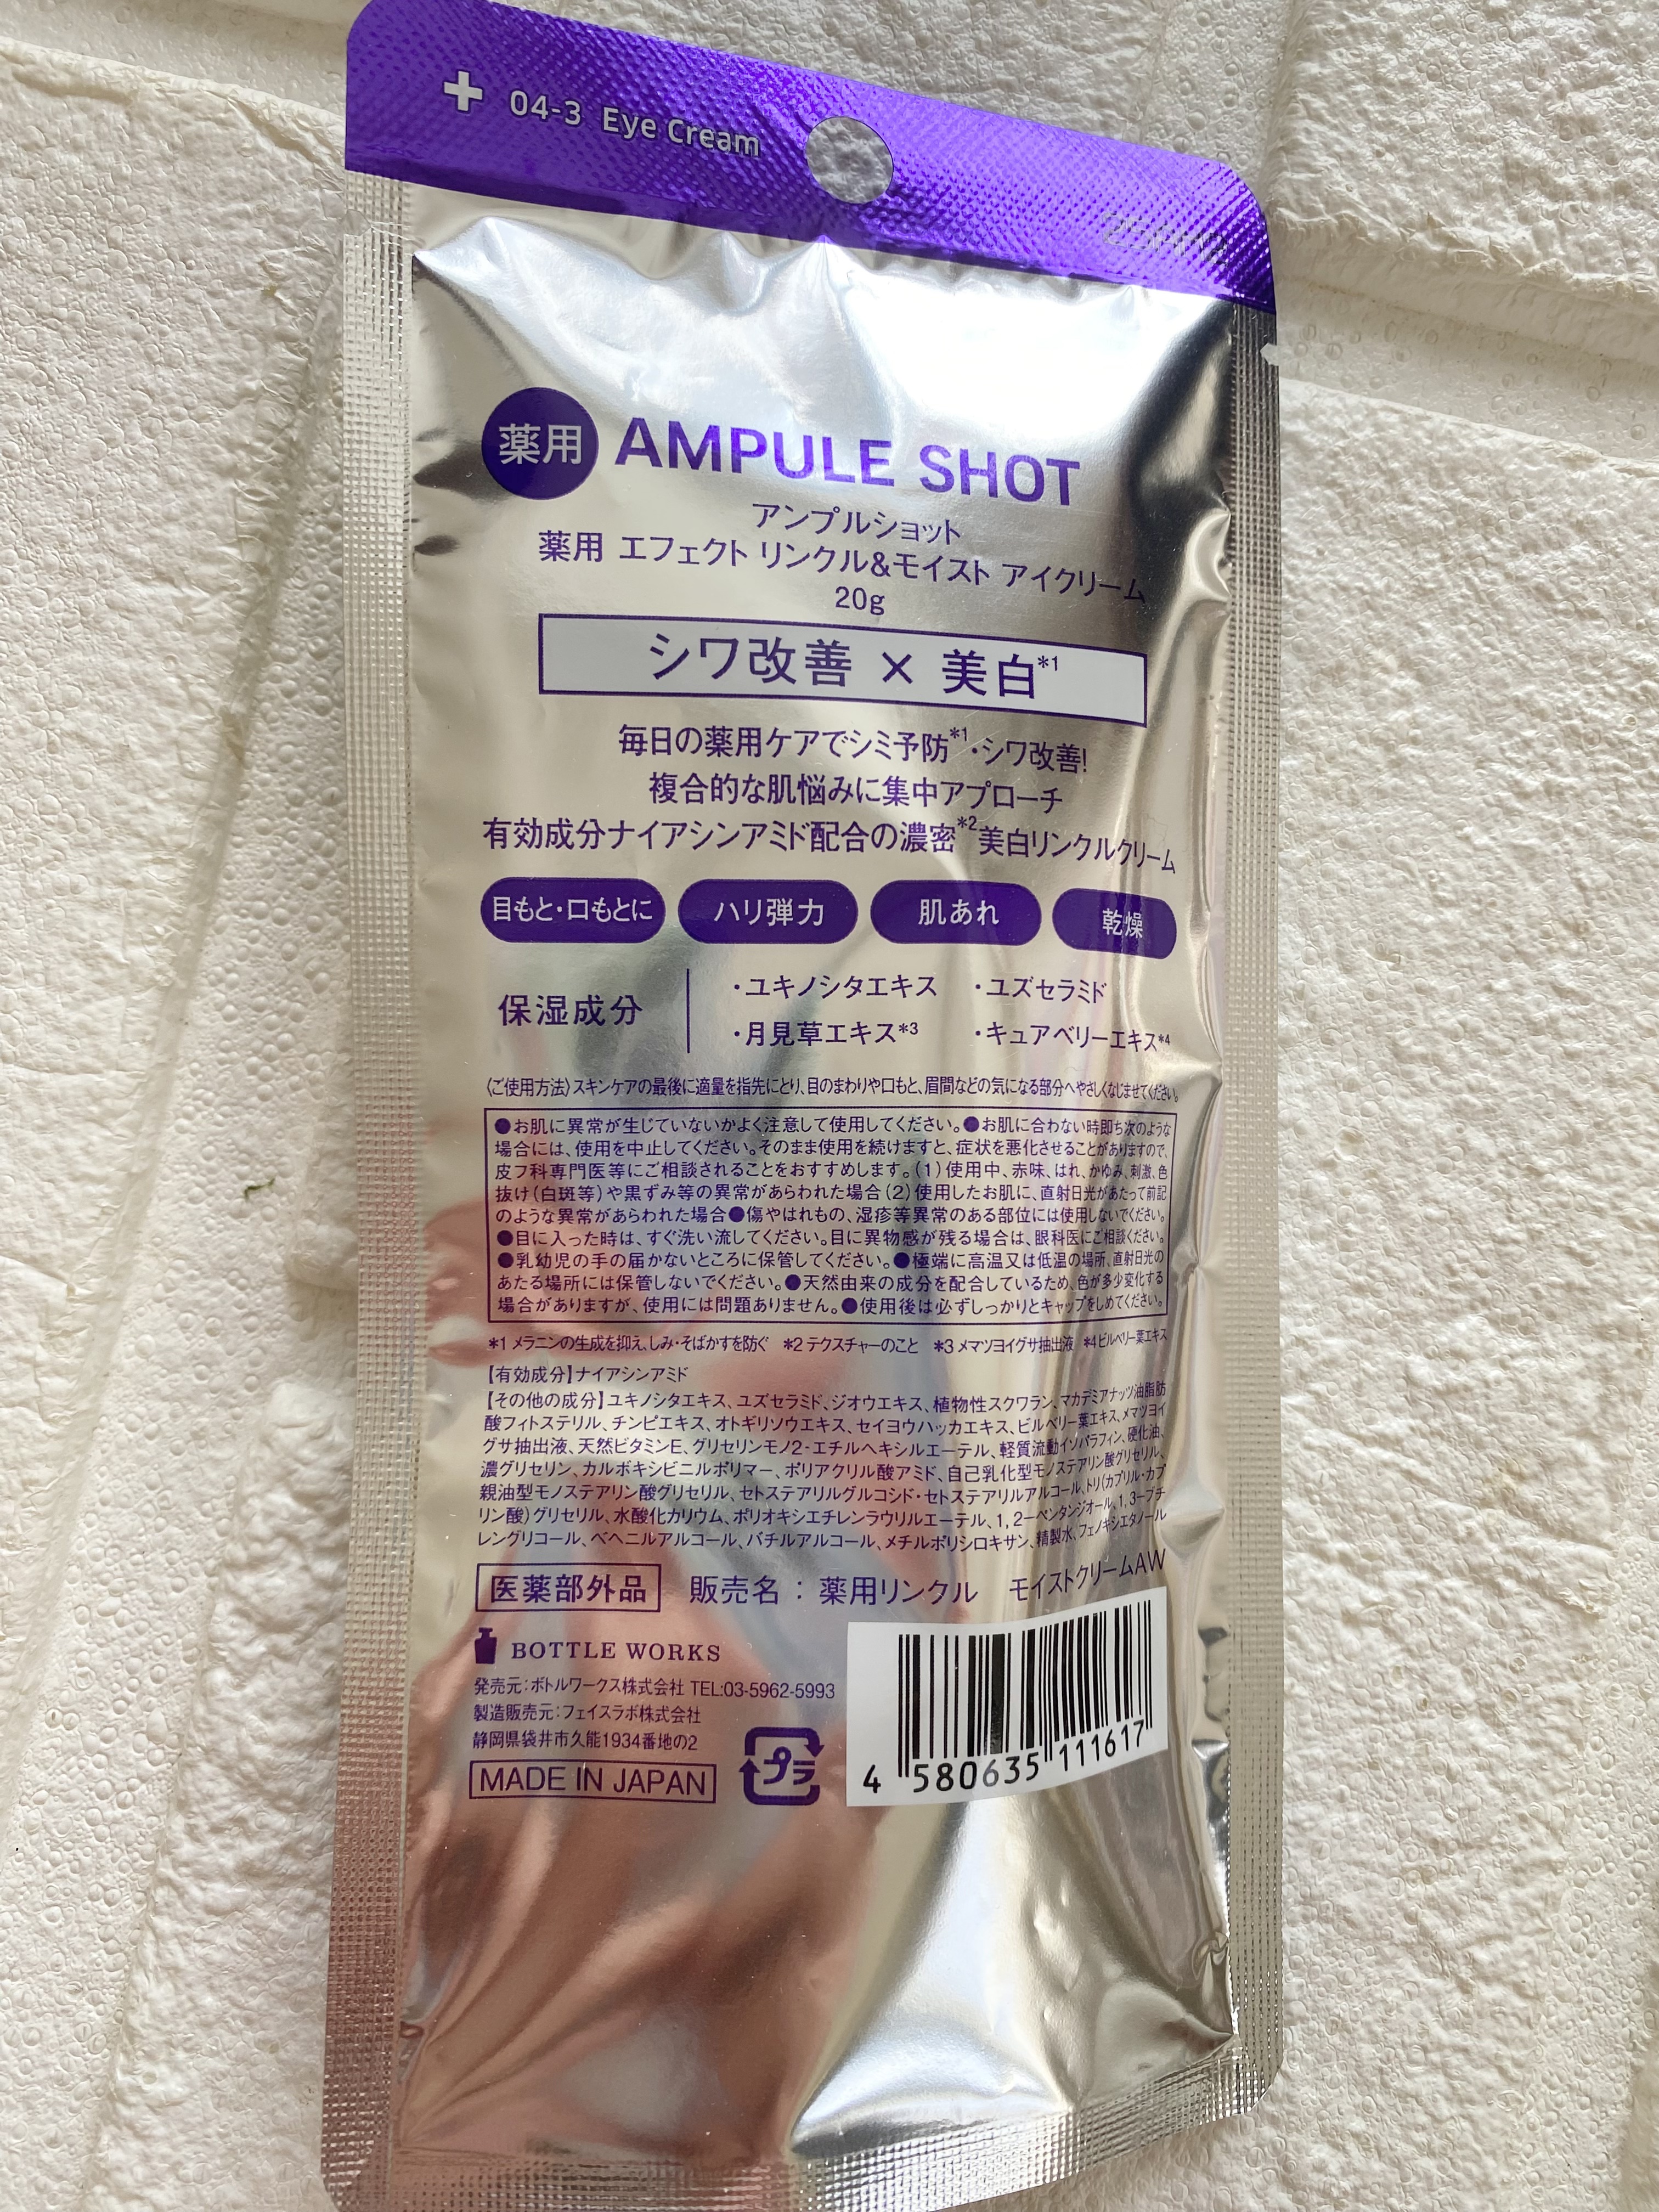 04-3 Eye Cream
薬用 AMPULE SHOT
アンプルショット
薬用 エフェクト リンクル&モイスト アイクリーム
20g
シワ改善 × 美白*1
毎日の薬用ケアでシミ予防*1・シワ改善!
複合的な肌悩みに集中アプローチ
有効成分ナイアシンアミド配合の濃密*2美白リンクルクリーム
目もと・口もとに ハリ弾力 肌あれ 乾燥
保湿成分
・ユキノシタエキス ・ユズセラミド
・月見草エキス*3 ・キュアベリーエキス*4
〈ご使用方法〉スキンケアの最後に適量を指先にとり、目のまわりや口もと、眉間などの気になる部分へやさしくなじませてください。
●お肌に異常が生じていないかよく注意して使用してください。●お肌に合わない時即ち次のような
場合には、使用を中止してください。そのまま使用を続けますと、症状を悪化させることがありますので、
皮フ科専門医等にご相談されることをおすすめします。(1)使用中、赤味、はれ、かゆみ、刺激、色
抜け(白斑等)や黒ずみ等の異常があらわれた場合(2)使用したお肌に、直射日光があたって前記
のような異常があらわれた場合●傷やはれもの、湿疹等異常のある部位には使用しないでください。
●目に入った時は、すぐ洗い流してください。目に異物感が残る場合は、眼科医にご相談ください。
●乳幼児の手の届かないところに保管してください。●極端に高温又は低温の場所、直射日光の
あたる場所には保管しないでください。●天然由来の成分を配合しているため、色が多少変化する
場合がありますが、使用には問題ありません。●使用後は必ずしっかりとキャップをしめてください。
*1 メラニンの生成を抑え、しみ・そばかすを防ぐ *2 テクスチャーのこと *3 メマツヨイグサ抽出液 *4 ビルベリー葉エキス
【有効成分】ナイアシンアミド
【その他の成分】ユキノシタエキス、ユズセラミド、ジオウエキス、植物性スクワラン、マカデミアナッツ油脂肪
酸フィトステリル、チンピエキス、オトギリソウエキス、セイヨウハッカエキス、ビルベリー葉エキス、メマツヨイ
グサ抽出液、天然ビタミンE、グリセリンモノ2-エチルヘキシルエーテル、軽質流動イソパラフィン、硬化油、
濃グリセリン、カルボキシビニルポリマー、ポリアクリル酸アミド、自己乳化型モノステアリン酸グリセリル、
親油型モノステアリン酸グリセリル、セトステアリルグルコシド・セトステアリルアルコール、トリ(カプリル・カプ
リン酸)グリセリル、水酸化カリウム、ポリオキシエチレンラウリルエーテル、1,2－ペンタンジオール、1,3－ブチ
レングリコール、ベヘニルアルコール、バチルアルコール、メチルポリシロキサン、精製水、フェノキシエタノール
医薬部外品 販売名：薬用リンクル モイストクリームAW
BOTTLE WORKS
発売元：ボトルワークス株式会社 TEL:03-5962-5993
製造販売元：フェイスラボ株式会社
静岡県袋井市久能1934番地の2
MADE IN JAPAN
プラ
4 580635 111617